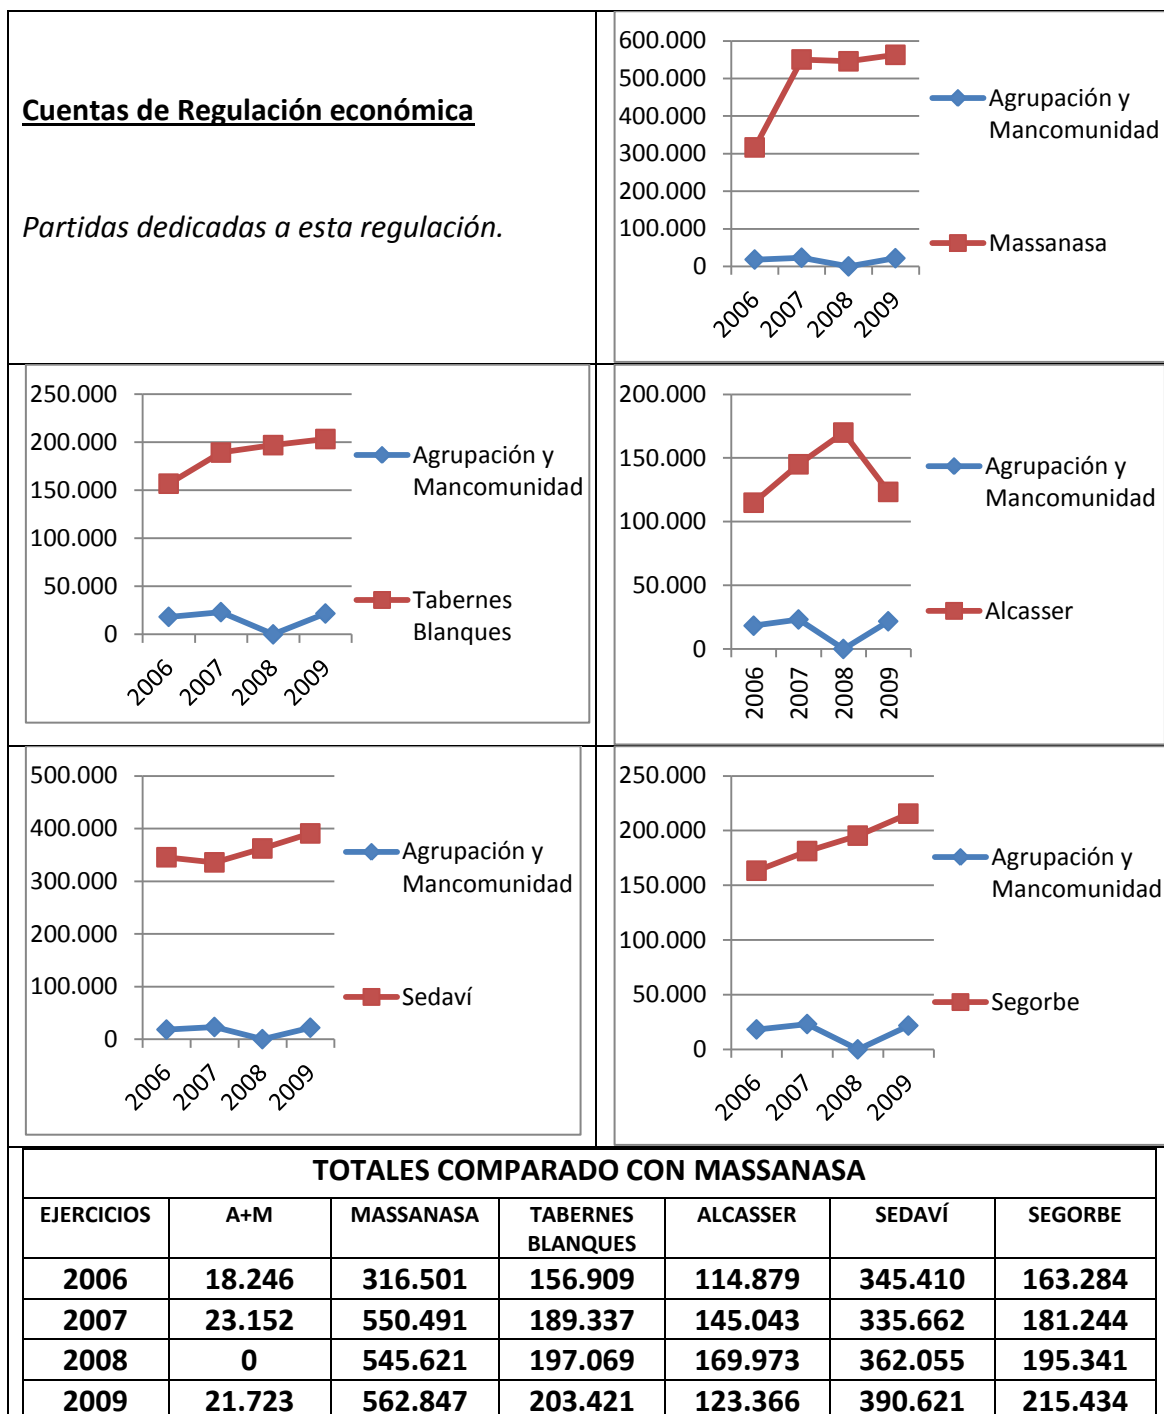 Cuentas de Regulación económica
Partidas dedicadas a esta regulación.
600.000
500.000
400.000
300.000
200.000
100.000
0
2006 2007 2008 2009
Agrupación y
Mancomunidad
Massanasa
250.000
200.000
150.000
100.000
50.000
0
2006 2007 2008 2009
Agrupación y
Mancomunidad
Tabernes
Blanques
200.000
150.000
100.000
50.000
0
2006 2007 2008 2009
Agrupación y
Mancomunidad
Alcasser
500.000
400.000
300.000
200.000
100.000
0
2006 2007 2008 2009
Agrupación y
Mancomunidad
Sedaví
250.000
200.000
150.000
100.000
50.000
0
2006 2007 2008 2009
Agrupación y
Mancomunidad
Segorbe
TOTALES COMPARADO CON MASSANASA
EJERCICIOS A+M MASSANASA TABERNES BLANQUES ALCASSER SEDAVÍ SEGORBE
2006 18.246 316.501 156.909 114.879 345.410 163.284
2007 23.152 550.491 189.337 145.043 335.662 181.244
2008 0 545.621 197.069 169.973 362.055 195.341
2009 21.723 562.847 203.421 123.366 390.621 215.434